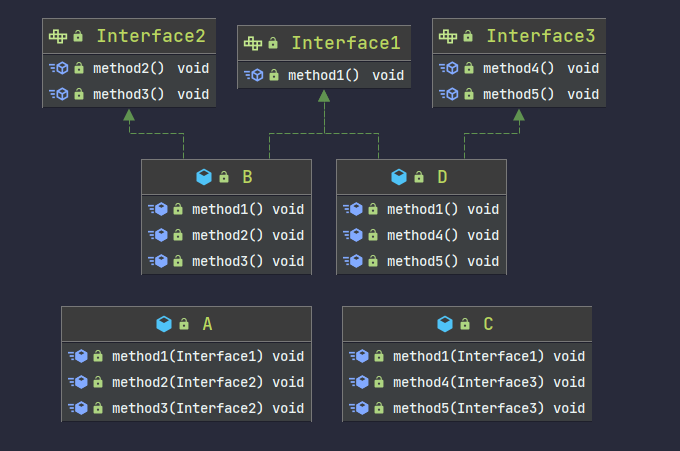 Interface2
method2() void
method3() void
Interface1
method1() void
Interface3
method4() void
method5() void
B
method1() void
method2() void
method3() void
D
method1() void
method4() void
method5() void
A
method1(Interface1) void
method2(Interface2) void
method3(Interface2) void
C
method1(Interface1) void
method4(Interface3) void
method5(Interface3) void